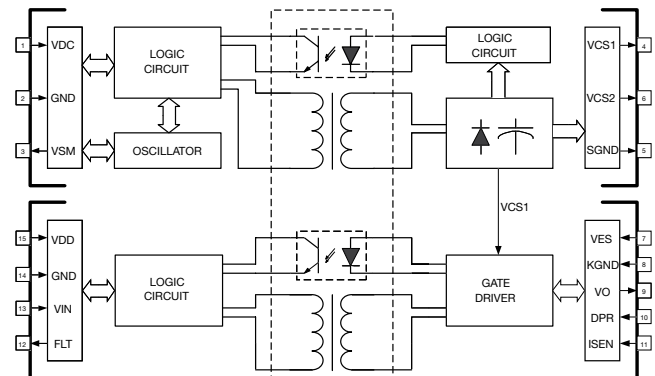 1 VDC
2 GND
3 VSM
LOGIC
CIRCUIT
OSCILLATOR
LOGIC
CIRCUIT
VCS1 4
VCS2 6
SGND 5
VCS1
15 VDD
14 GND
13 VIN
12 FLT
LOGIC
CIRCUIT
GATE
DRIVER
VES 7
KGND 8
VO 9
DPR 10
ISEN 11